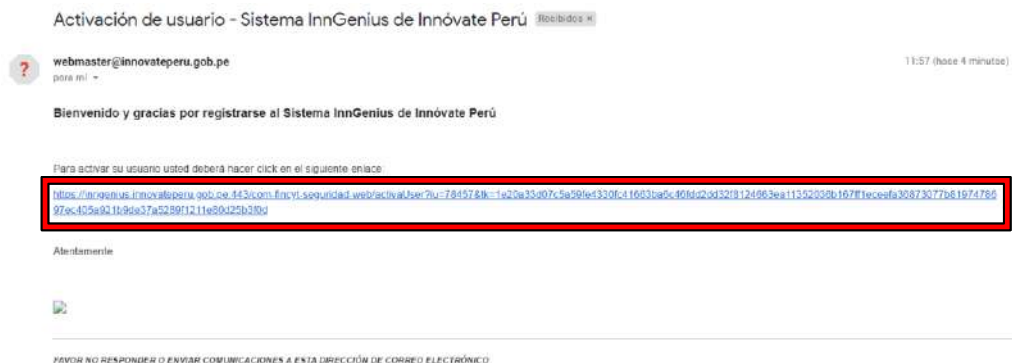 Activación de usuario - Sistema InnGenius de Innóvate Perú Recibidos x
webmaster@innovateperu.gob.pe
11:57 (hace 4 minutos)
para mí
Bienvenido y gracias por registrarse al Sistema InnGenius de Innóvate Perú
Para activar su usuario usted deberá hacer click en el siguiente enlace
Atentamente
FAVOR NO RESPONDER O ENVIAR COMUNICACIONES A ESTA DIRECCIÓN DE CORREO ELECTRÓNICO